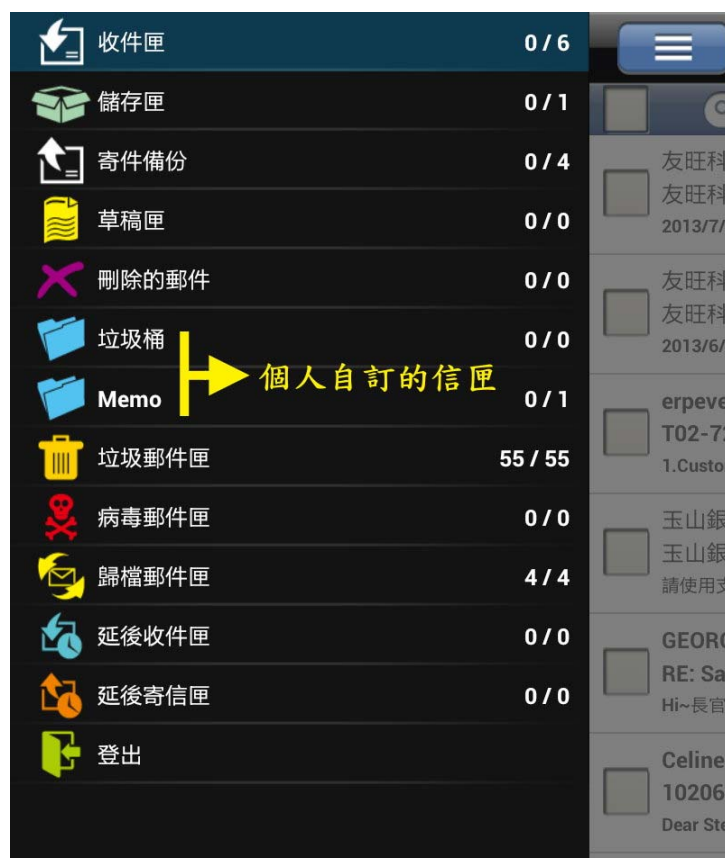 收件匣 0 / 6
儲存匣 0 / 1
寄件備份 0 / 4
草稿匣 0 / 0
刪除的郵件 0 / 0
垃圾桶 0 / 0
個人自訂的信匣
Memo 0 / 1
垃圾郵件匣 55 / 55
病毒郵件匣 0 / 0
歸檔郵件匣 4 / 4
延後收件匣 0 / 0
延後寄信匣 0 / 0
登出
友旺科
友旺科
2013/7/
友旺科
友旺科
2013/6/
erpeve
T02-72
1.Custo
玉山銀
玉山銀
請使用支
GEORG
RE: Sa
Hi~長官
Celine
10206
Dear Ste